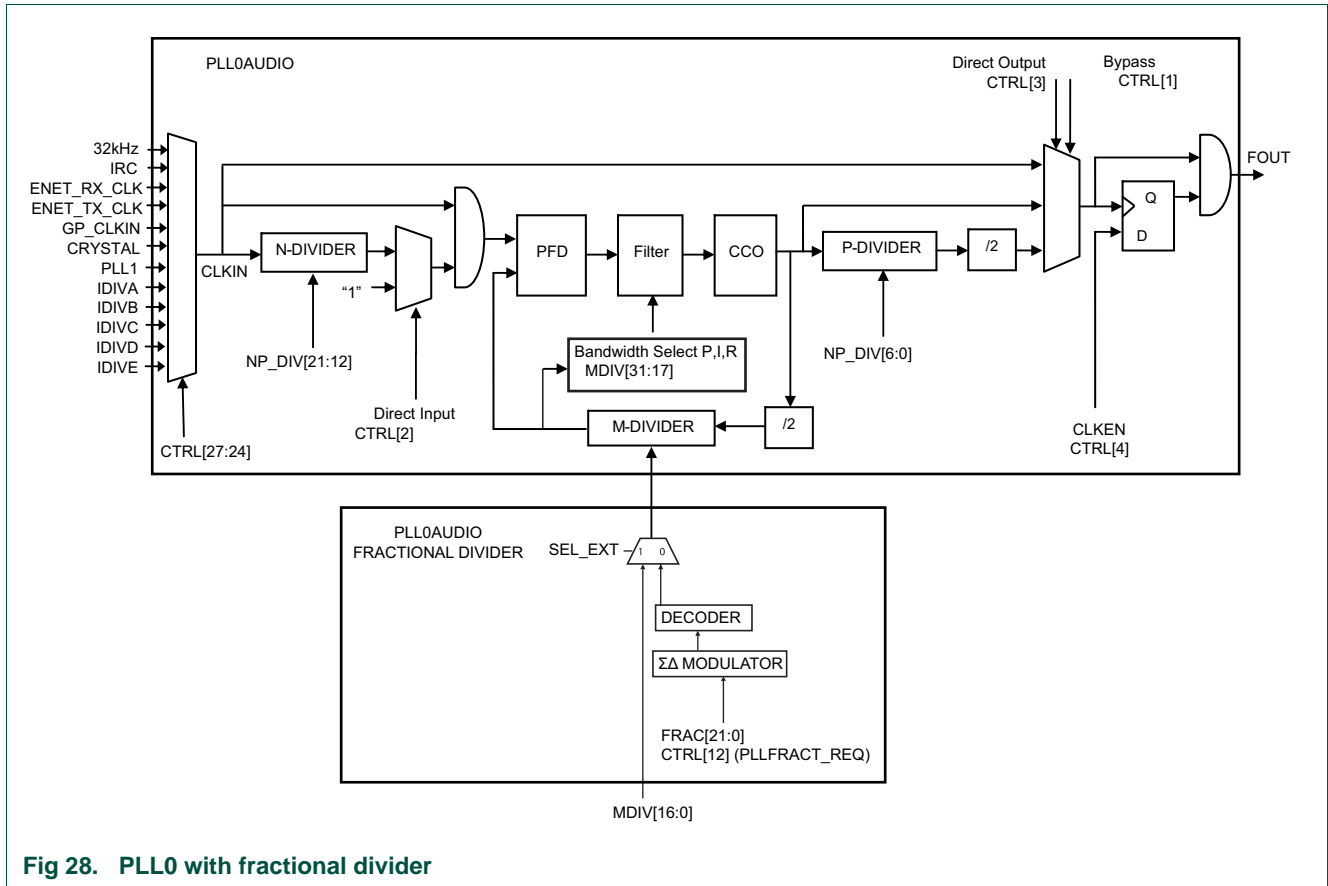 PLL0AUDIO
Direct Output
CTRL[3]
Bypass
CTRL[1]
32kHz
IRC
ENET_RX_CLK
ENET_TX_CLK
GP_CLKIN
CRYSTAL
PLL1
IDIVA
IDIVB
IDIVC
IDIVD
IDIVE
CTRL[27:24]
CLKIN
N-DIVIDER
NP_DIV[21:12]
“1”
Direct Input
CTRL[2]
PFD
Filter
CCO
P-DIVIDER
/2
NP_DIV[6:0]
Q
D
FOUT
Bandwidth Select P,I,R
MDIV[31:17]
M-DIVIDER
/2
CLKEN
CTRL[4]
PLL0AUDIO
FRACTIONAL DIVIDER
SEL_EXT
1 0
DECODER
ΣΔ MODULATOR
FRAC[21:0]
CTRL[12] (PLLFRACT_REQ)
MDIV[16:0]
Fig 28. PLL0 with fractional divider